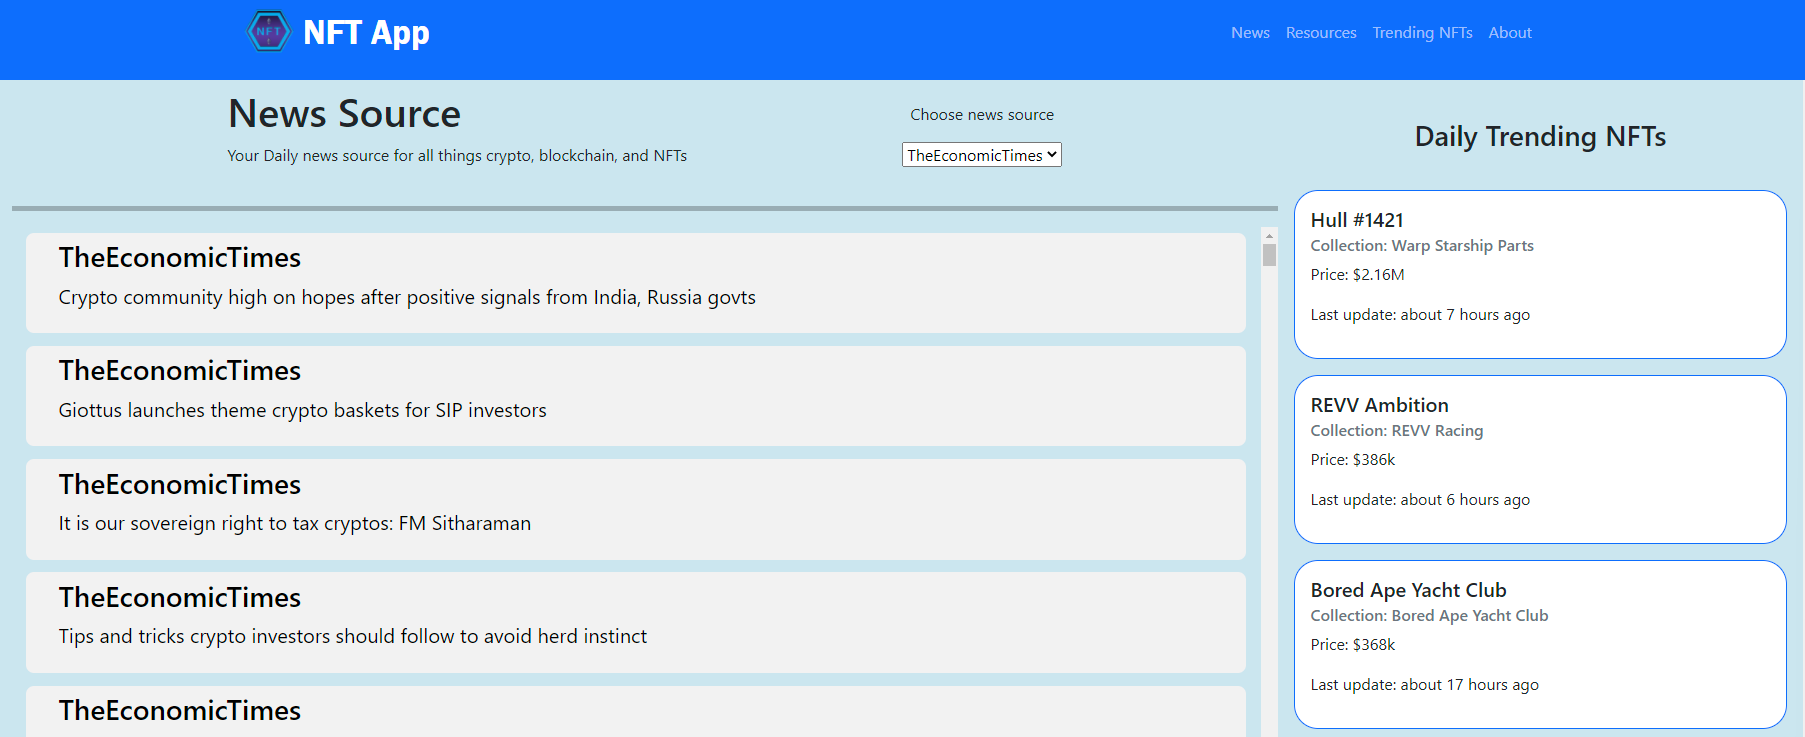 NFT
NFT App
News Resources Trending NFTs About
News Source
Your Daily news source for all things crypto, blockchain, and NFTs
Choose news source
TheEconomicTimes
TheEconomicTimes
Crypto community high on hopes after positive signals from India, Russia govts
TheEconomicTimes
Giottus launches theme crypto baskets for SIP investors
TheEconomicTimes
It is our sovereign right to tax cryptos: FM Sitharaman
TheEconomicTimes
Tips and tricks crypto investors should follow to avoid herd instinct
TheEconomicTimes
Daily Trending NFTs
Hull #1421
Collection: Warp Starship Parts
Price: $2.16M
Last update: about 7 hours ago
REVV Ambition
Collection: REVV Racing
Price: $386k
Last update: about 6 hours ago
Bored Ape Yacht Club
Collection: Bored Ape Yacht Club
Price: $368k
Last update: about 17 hours ago